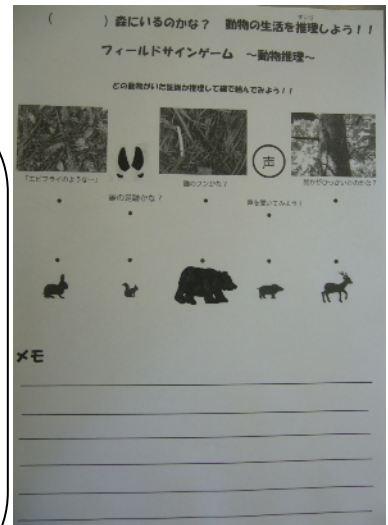 (　　　　) 森にいるのかな？　動物の生活を推理しよう！！
すいり
フィールドサインゲーム　～動物推理～
どの動物がいた証拠か推理して線で結んでみよう！！
声
「エビフライのような…」
誰のフンかな？
何かがひっかいたのかな？
誰の足跡かな？
声を聞いてみよう！
メモ